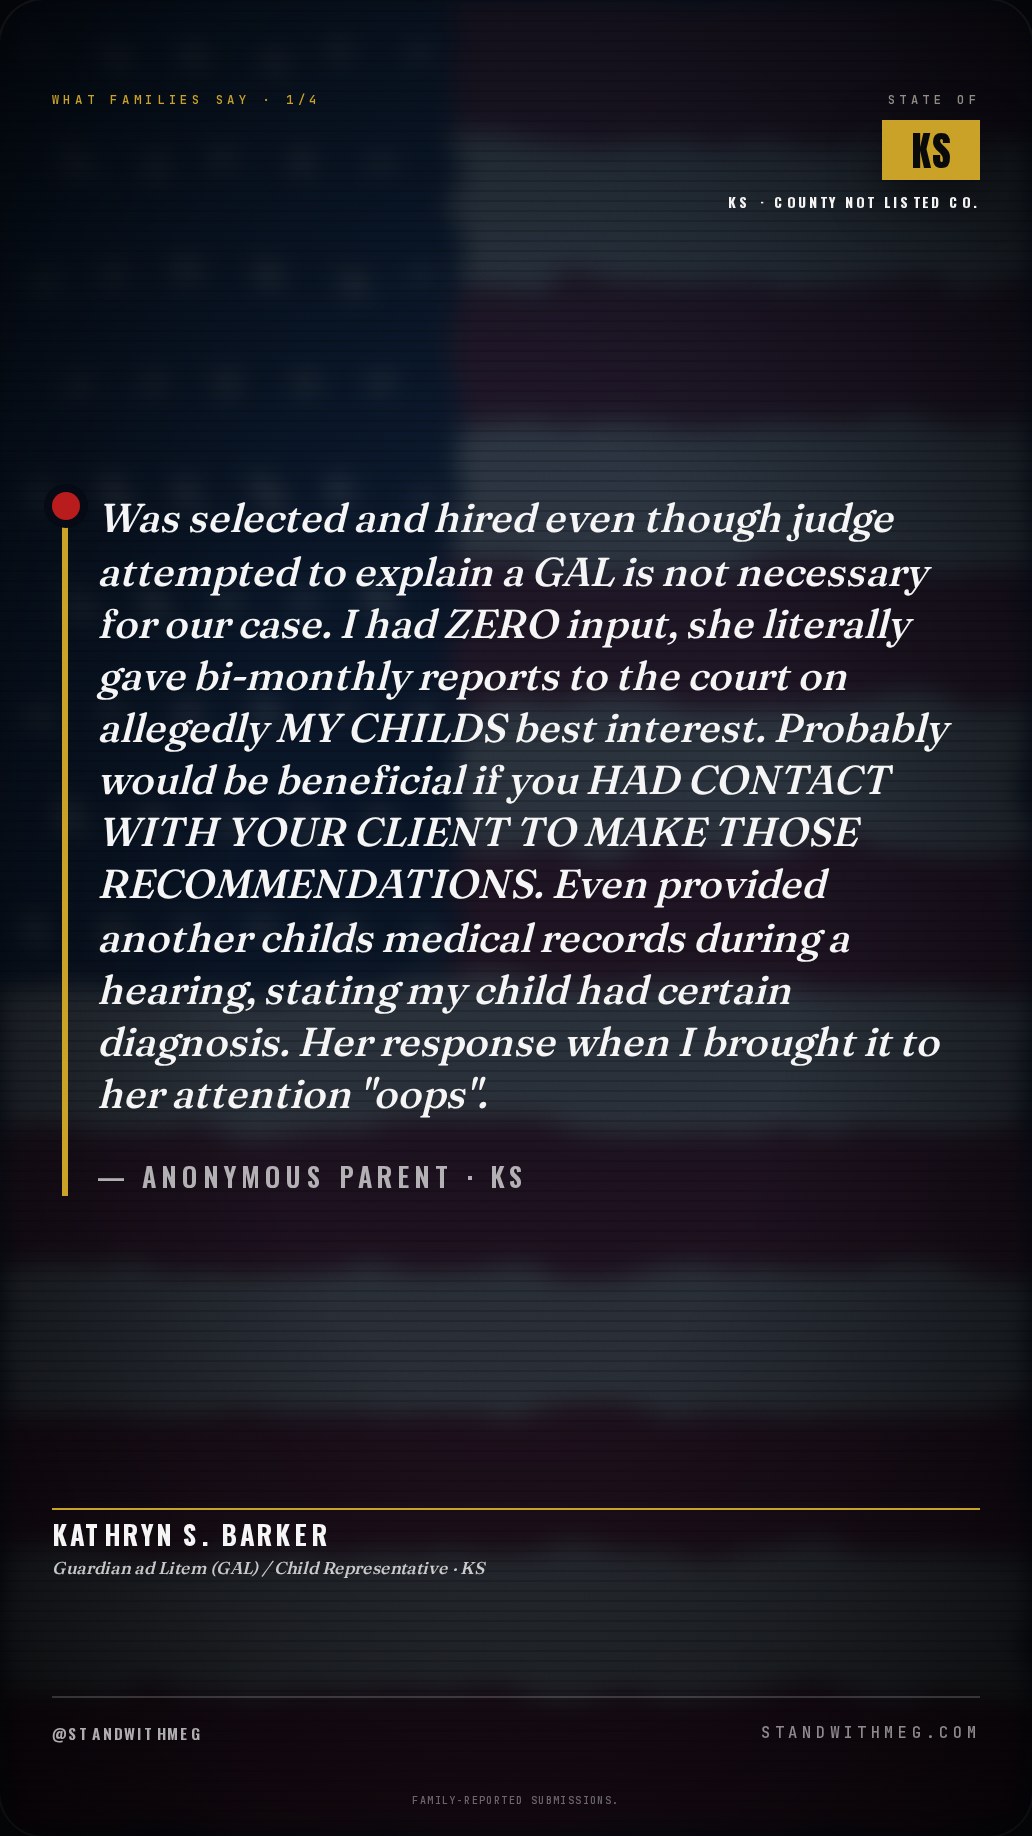 WHAT FAMILIES SAY · 1/4
STATE OF
KS
KS · COUNTY NOT LISTED CO.
Was selected and hired even though judge
attempted to explain a GAL is not necessary
for our case. I had ZERO input, she literally
gave bi-monthly reports to the court on
allegedly MY CHILDS best interest. Probably
would be beneficial if you HAD CONTACT
WITH YOUR CLIENT TO MAKE THOSE
RECOMMENDATIONS. Even provided
another childs medical records during a
hearing, stating my child had certain
diagnosis. Her response when I brought it to
her attention "oops".
— ANONYMOUS PARENT · KS
KATHRYN S. BARKER
Guardian ad Litem (GAL) / Child Representative · KS
@STANDWITHMEG
STANDWITHMEG.COM
FAMILY-REPORTED SUBMISSIONS.